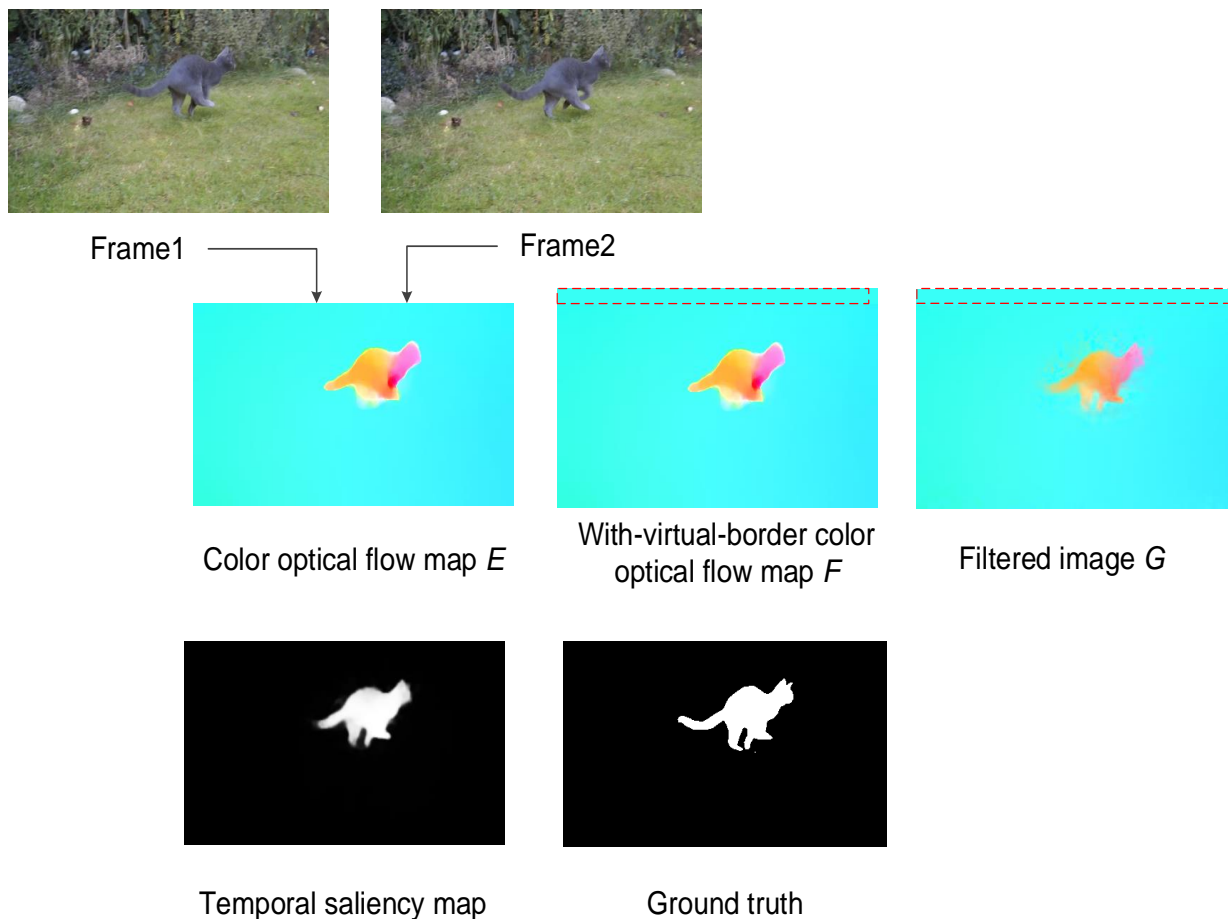 Frame1
Frame2
Color optical flow map E
With-virtual-border color
optical flow map F
Filtered image G
Temporal saliency map
Ground truth